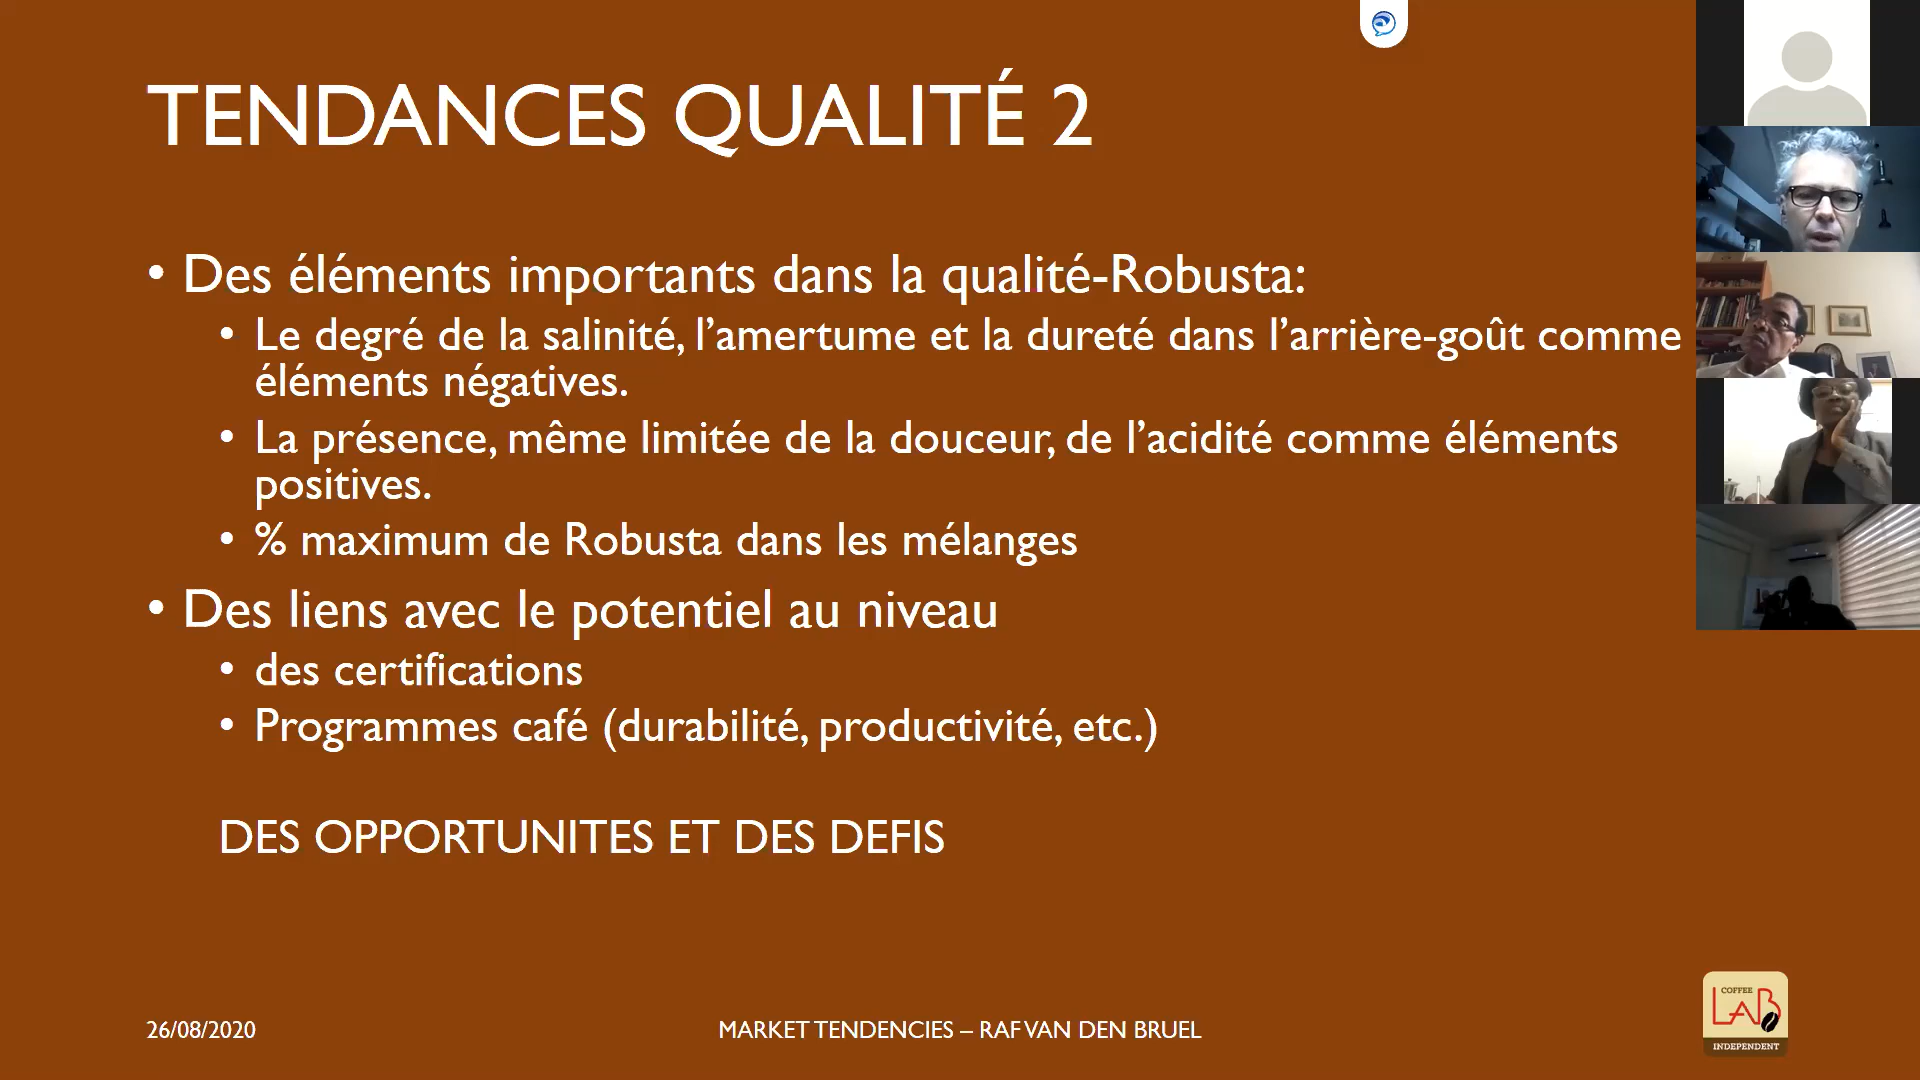 TENDANCES QUALITÉ 2
• Des éléments importants dans la qualité-Robusta:
• Le degré de la salinité, l’amertume et la dureté dans l’arrière-goût comme
éléments négatives.
• La présence, même limitée de la douceur, de l’acidité comme éléments
positives.
• % maximum de Robusta dans les mélanges
• Des liens avec le potentiel au niveau
• des certifications
• Programmes café (durabilité, productivité, etc.)
DES OPPORTUNITES ET DES DEFIS
26/08/2020
MARKET TENDENCIES – RAF VAN DEN BRUEL
COFFEE
LAB
INDEPENDENT